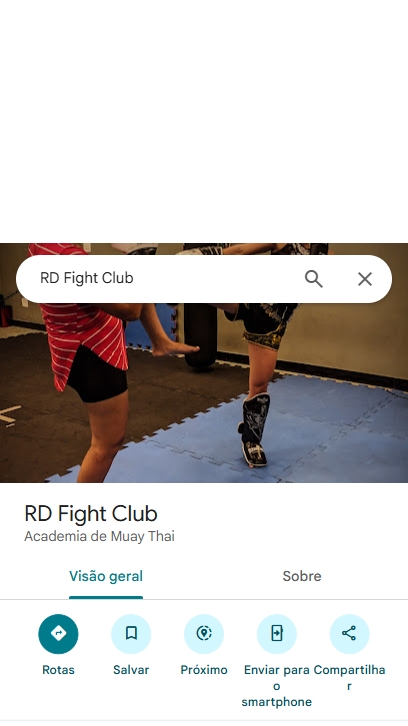 RD Fight Club
RD Fight Club
Academia de Muay Thai
Visão geral
Sobre
Rotas
Salvar
Próximo
Enviar para
o
smartphone
Compartilha
r